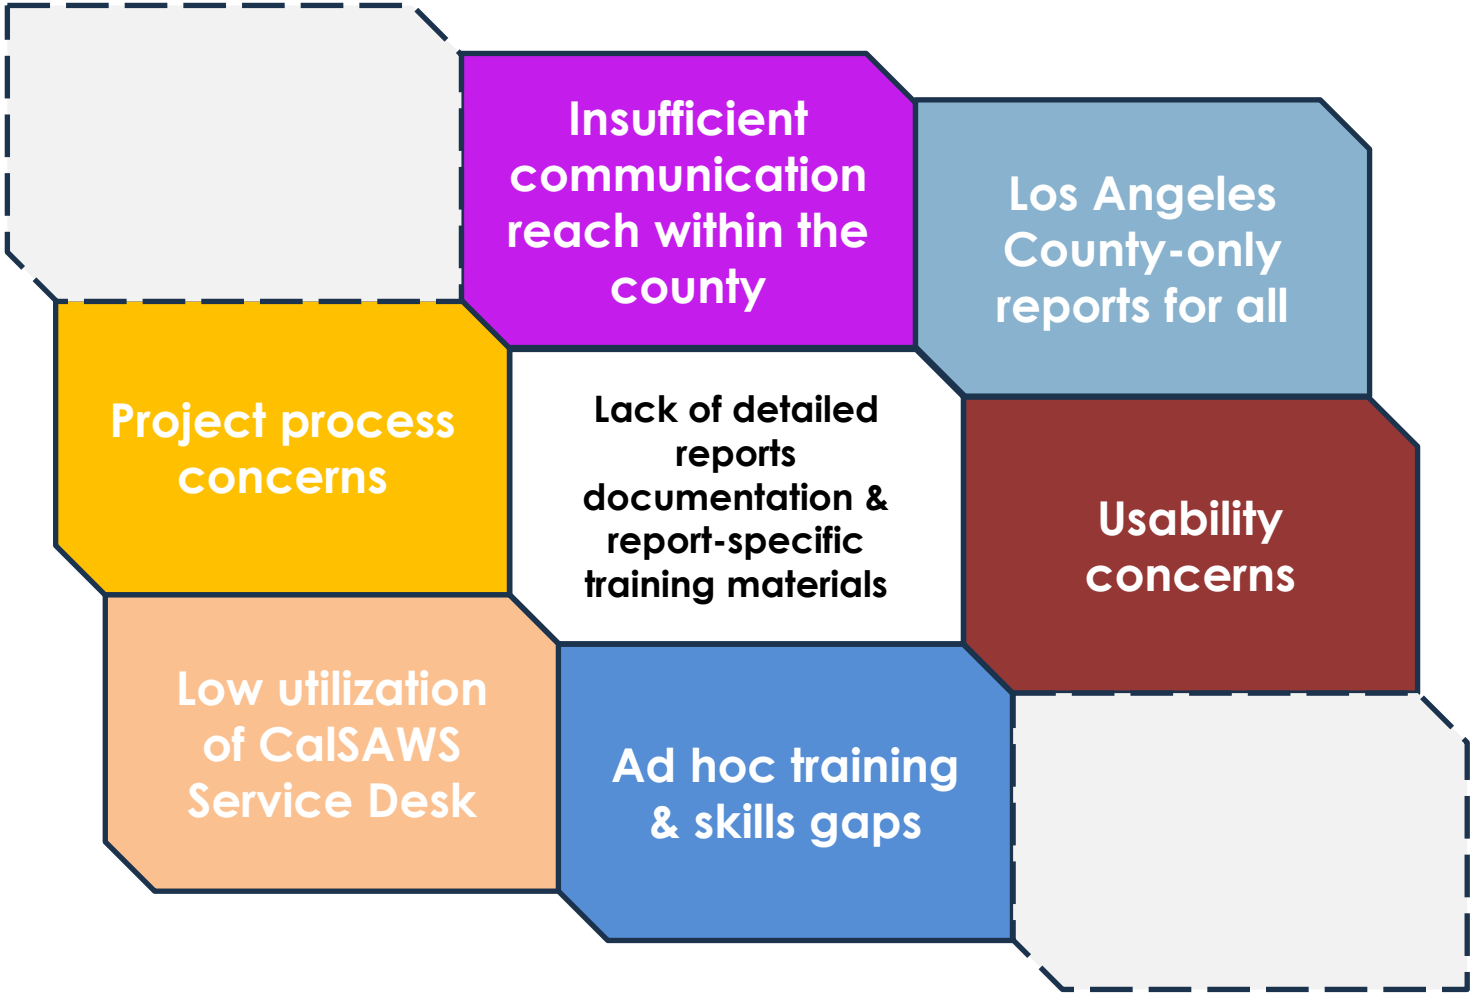 Insufficient
communication
reach within the
county
Los Angeles
County-only
reports for all
Project process
concerns
Lack of detailed
reports
documentation &
report-specific
training materials
Usability
concerns
Low utilization
of CalSAWS
Service Desk
Ad hoc training
& skills gaps